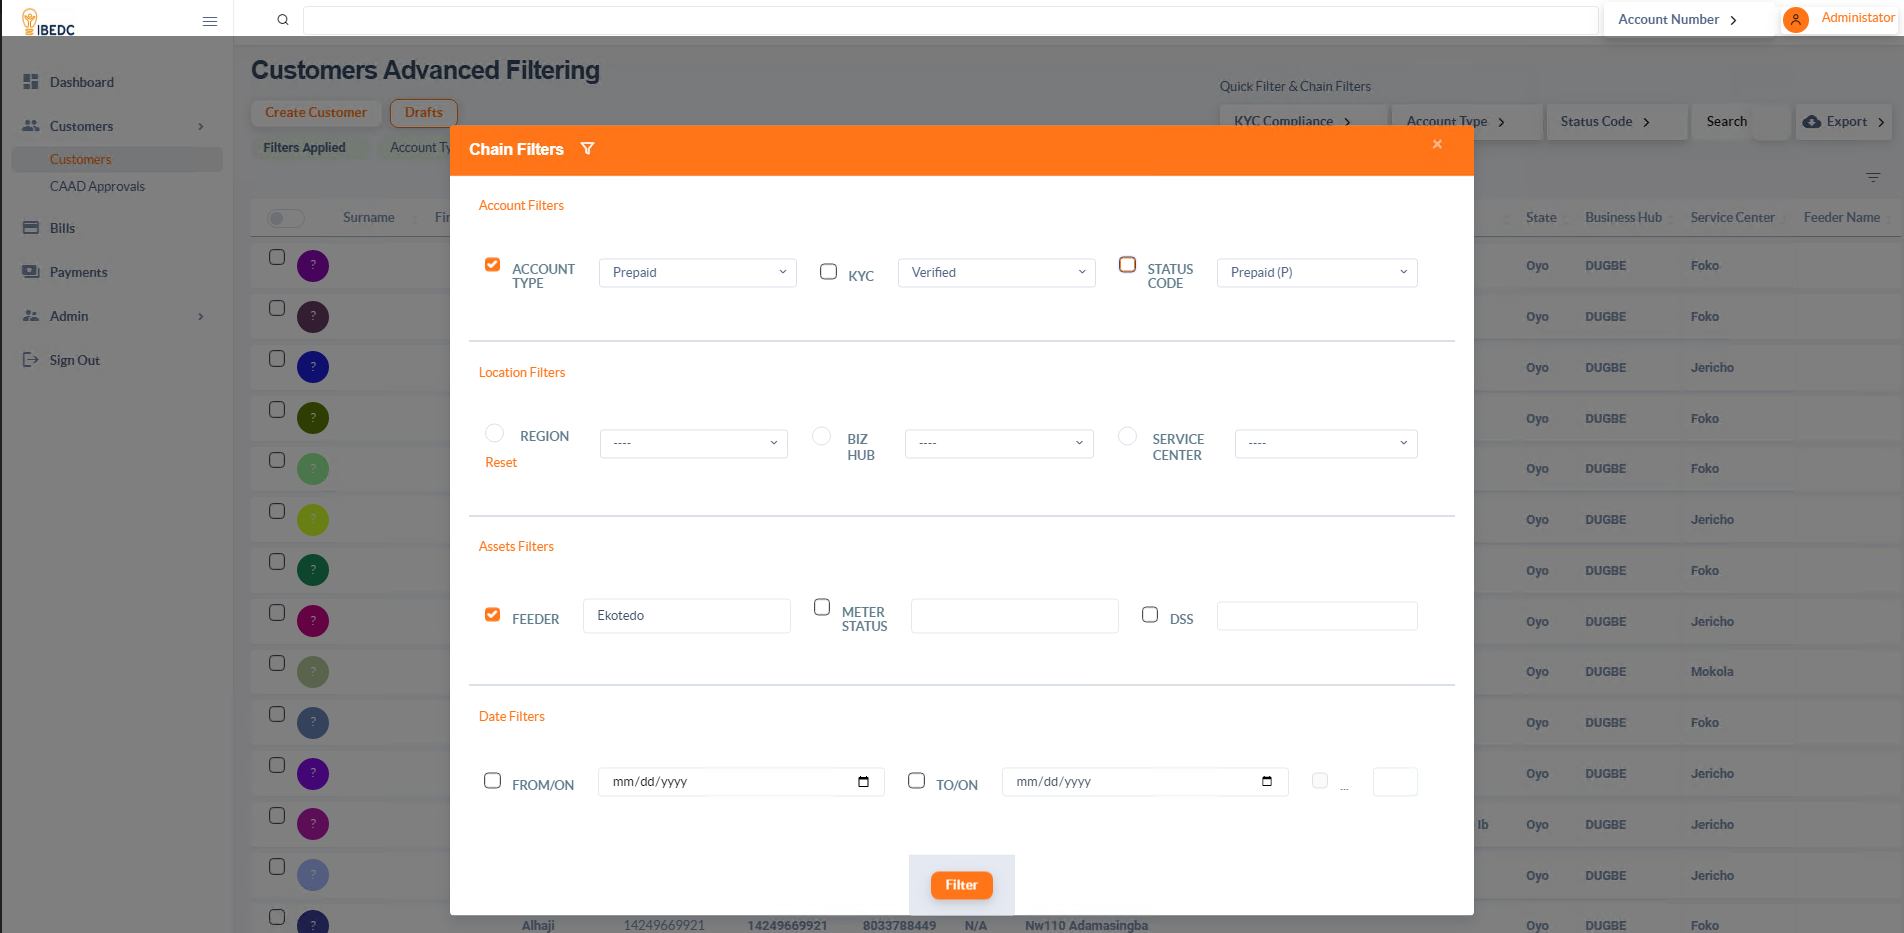 IBEDC
Account Number
Administator
Dashboard
Customers
Customers
CAAD Approvals
Bills
Payments
Admin
Sign Out
Customers Advanced Filtering
Create Customer
Drafts
Filters Applied
Account Ty
Quick Filter & Chain Filters
KYC Compliance
Account Type
Status Code
Search
Export
Surname
Fir
State
Business Hub
Service Center
Feeder Name
Chain Filters
×
Account Filters
ACCOUNT
TYPE
Prepaid
KYC
Verified
STATUS
CODE
Prepaid (P)
Location Filters
REGION
Reset
----
BIZ
HUB
----
SERVICE
CENTER
----
Assets Filters
FEEDER
Ekotedo
METER
STATUS
DSS
Date Filters
FROM/ON
mm/dd/yyyy
TO/ON
mm/dd/yyyy
...
Filter
? Oyo DUGBE Foko
? Oyo DUGBE Foko
? Oyo DUGBE Jericho
? Oyo DUGBE Foko
? Oyo DUGBE Foko
? Oyo DUGBE Jericho
? Oyo DUGBE Foko
? Oyo DUGBE Jericho
? Oyo DUGBE Mokola
? Oyo DUGBE Foko
? Oyo DUGBE Jericho
? Ib Oyo DUGBE Jericho
? Oyo DUGBE Jericho
? Alhaji 14249669921 14249669921 8033788449 N/A Nw110 Adamasingba Oyo DUGBE Foko